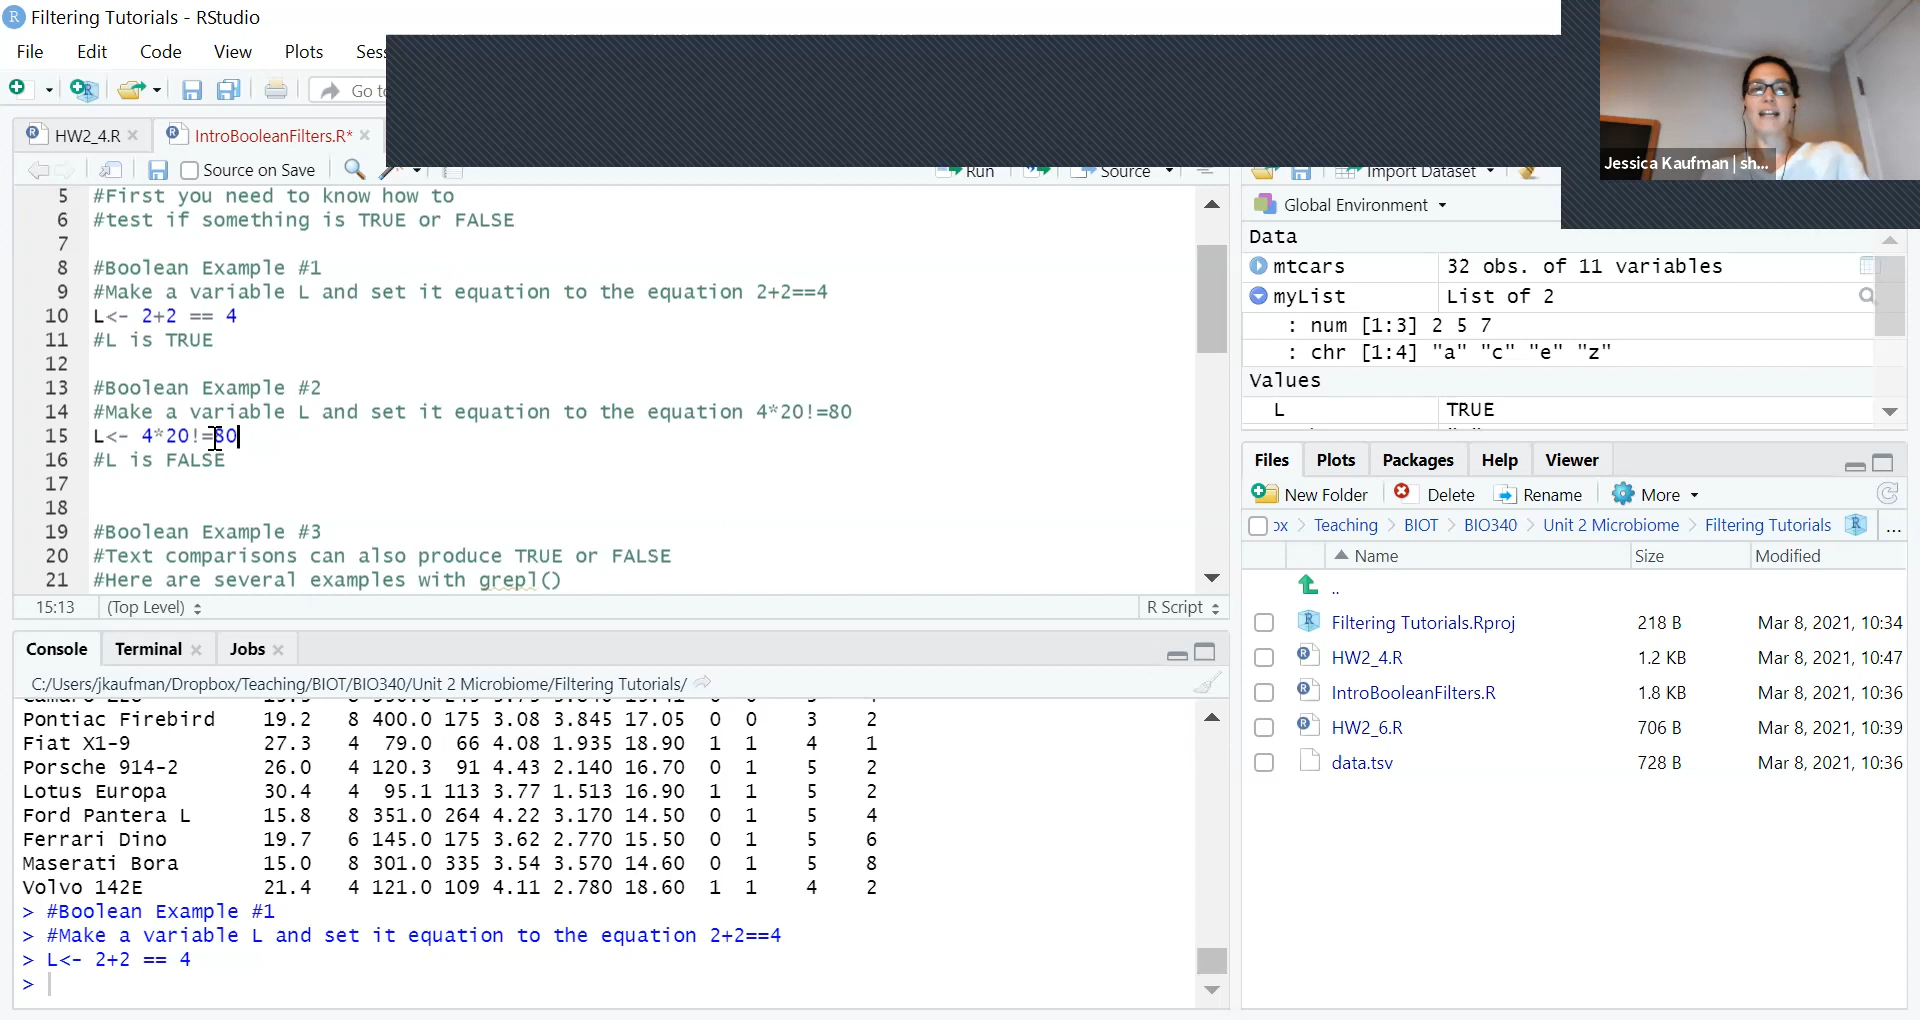 Filtering Tutorials - RStudio
File Edit Code View Plots
HW2_4.R
IntroBooleanFilters.R*
Source on Save
Run
Source
5 #First you need to know how to
6 #test if something is TRUE or FALSE
7
8 #Boolean Example #1
9 #Make a variable L and set it equation to the equation 2+2==4
10 L<- 2+2 == 4
11 #L is TRUE
12
13 #Boolean Example #2
14 #Make a variable L and set it equation to the equation 4*20!=80
15 L<- 4*20!=80
16 #L is FALSE
17
18
19 #Boolean Example #3
20 #Text comparisons can also produce TRUE or FALSE
21 #Here are several examples with grepl()
15:13 (Top Level) R Script
Console Terminal Jobs
C:/Users/jkaufman/Dropbox/Teaching/BIOT/BIO340/Unit 2 Microbiome/Filtering Tutorials/
Pontiac Firebird 19.2 8 400.0 175 3.08 3.845 17.05 0 0 3 2
Fiat X1-9 27.3 4 79.0 66 4.08 1.935 18.90 1 1 4 1
Porsche 914-2 26.0 4 120.3 91 4.43 2.140 16.70 0 1 5 2
Lotus Europa 30.4 4 95.1 113 3.77 1.513 16.90 1 1 5 2
Ford Pantera L 15.8 8 351.0 264 4.22 3.170 14.50 0 1 5 4
Ferrari Dino 19.7 6 145.0 175 3.62 2.770 15.50 0 1 5 6
Maserati Bora 15.0 8 301.0 335 3.54 3.570 14.60 0 1 5 8
Volvo 142E 21.4 4 121.0 109 4.11 2.780 18.60 1 1 4 2
> #Boolean Example #1
> #Make a variable L and set it equation to the equation 2+2==4
> L<- 2+2 == 4
>
Jessica Kaufman | sh...
Import Dataset
Global Environment
Data
mtcars 32 obs. of 11 variables
myList List of 2
: num [1:3] 2 5 7
: chr [1:4] "a" "c" "e" "z"
Values
L TRUE
Files Plots Packages Help Viewer
New Folder Delete Rename More
Teaching > BIOT > BIO340 > Unit 2 Microbiome > Filtering Tutorials ...
Name Size Modified
..
Filtering Tutorials.Rproj 218 B Mar 8, 2021, 10:34
HW2_4.R 1.2 KB Mar 8, 2021, 10:47
IntroBooleanFilters.R 1.8 KB Mar 8, 2021, 10:36
HW2_6.R 706 B Mar 8, 2021, 10:39
data.tsv 728 B Mar 8, 2021, 10:36